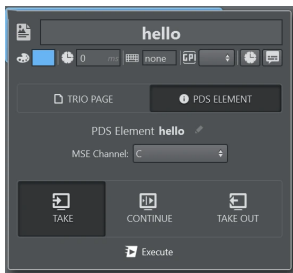 hello
0 ms none GPI
TRIO PAGE PDS ELEMENT
PDS Element hello
MSE Channel: C
TAKE CONTINUE TAKE OUT
Execute